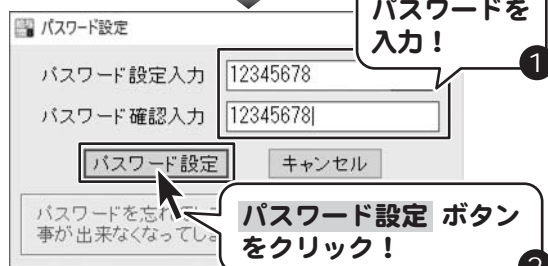 パスワード設定
パスワードを
入力！
1
パスワード設定入力 12345678
パスワード確認入力 12345678
パスワード設定 キャンセル
パスワードを忘れ
事が出来なくなってし
パスワード設定 ボタン
をクリック！
2